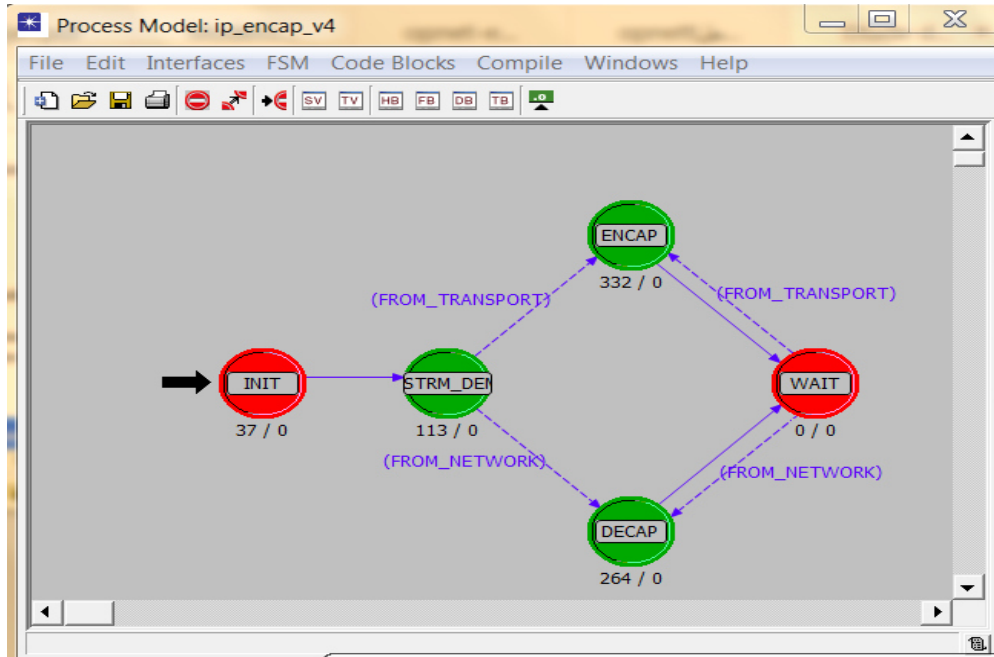 Process Model: ip_encap_v4
File Edit Interfaces FSM Code Blocks Compile Windows Help
SV TV HB FB DB TB
ENCAP
332 / 0
(FROM_TRANSPORT)
(FROM_TRANSPORT)
INIT
STRM_DEM
WAIT
37 / 0
113 / 0
0 / 0
(FROM_NETWORK)
(FROM_NETWORK)
DECAP
264 / 0